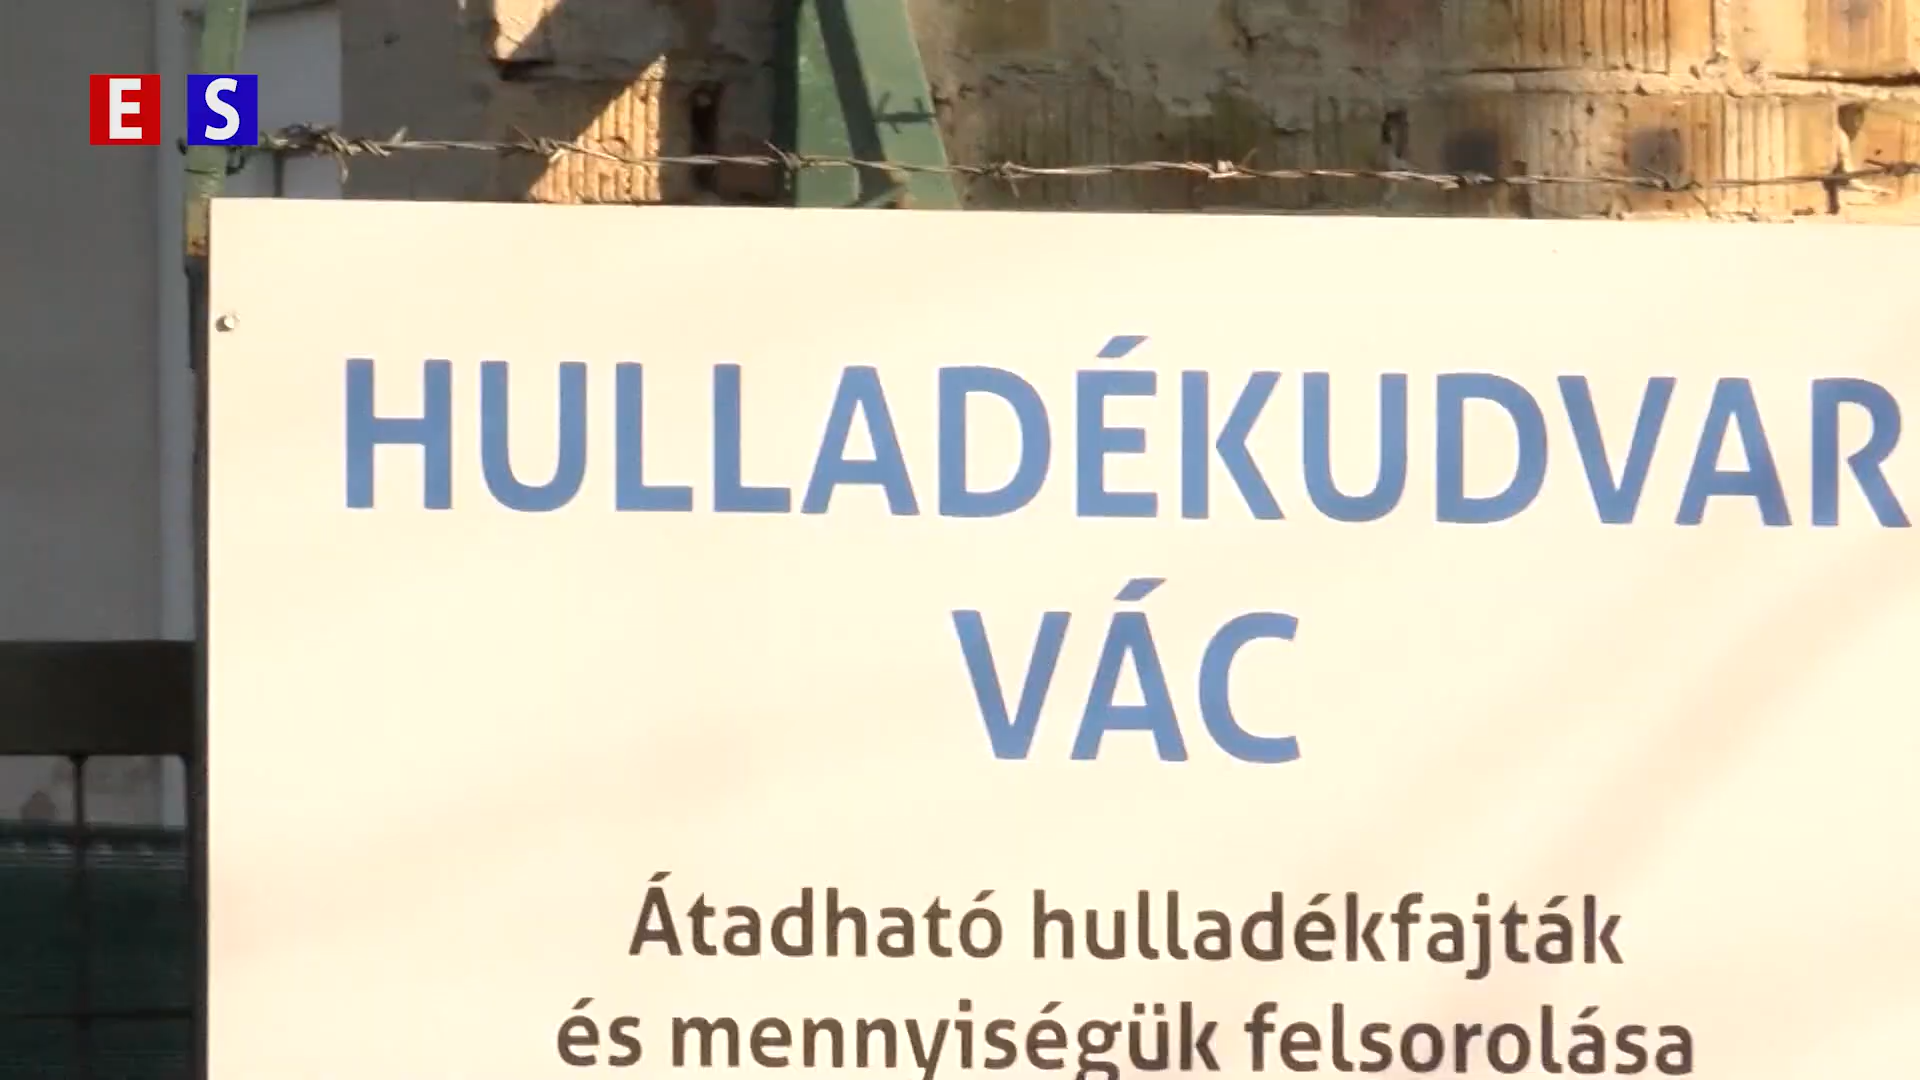 E S
HULLADÉKUDVAR
VÁC
Átadható hulladékfajták
és mennyiségük felsorolása